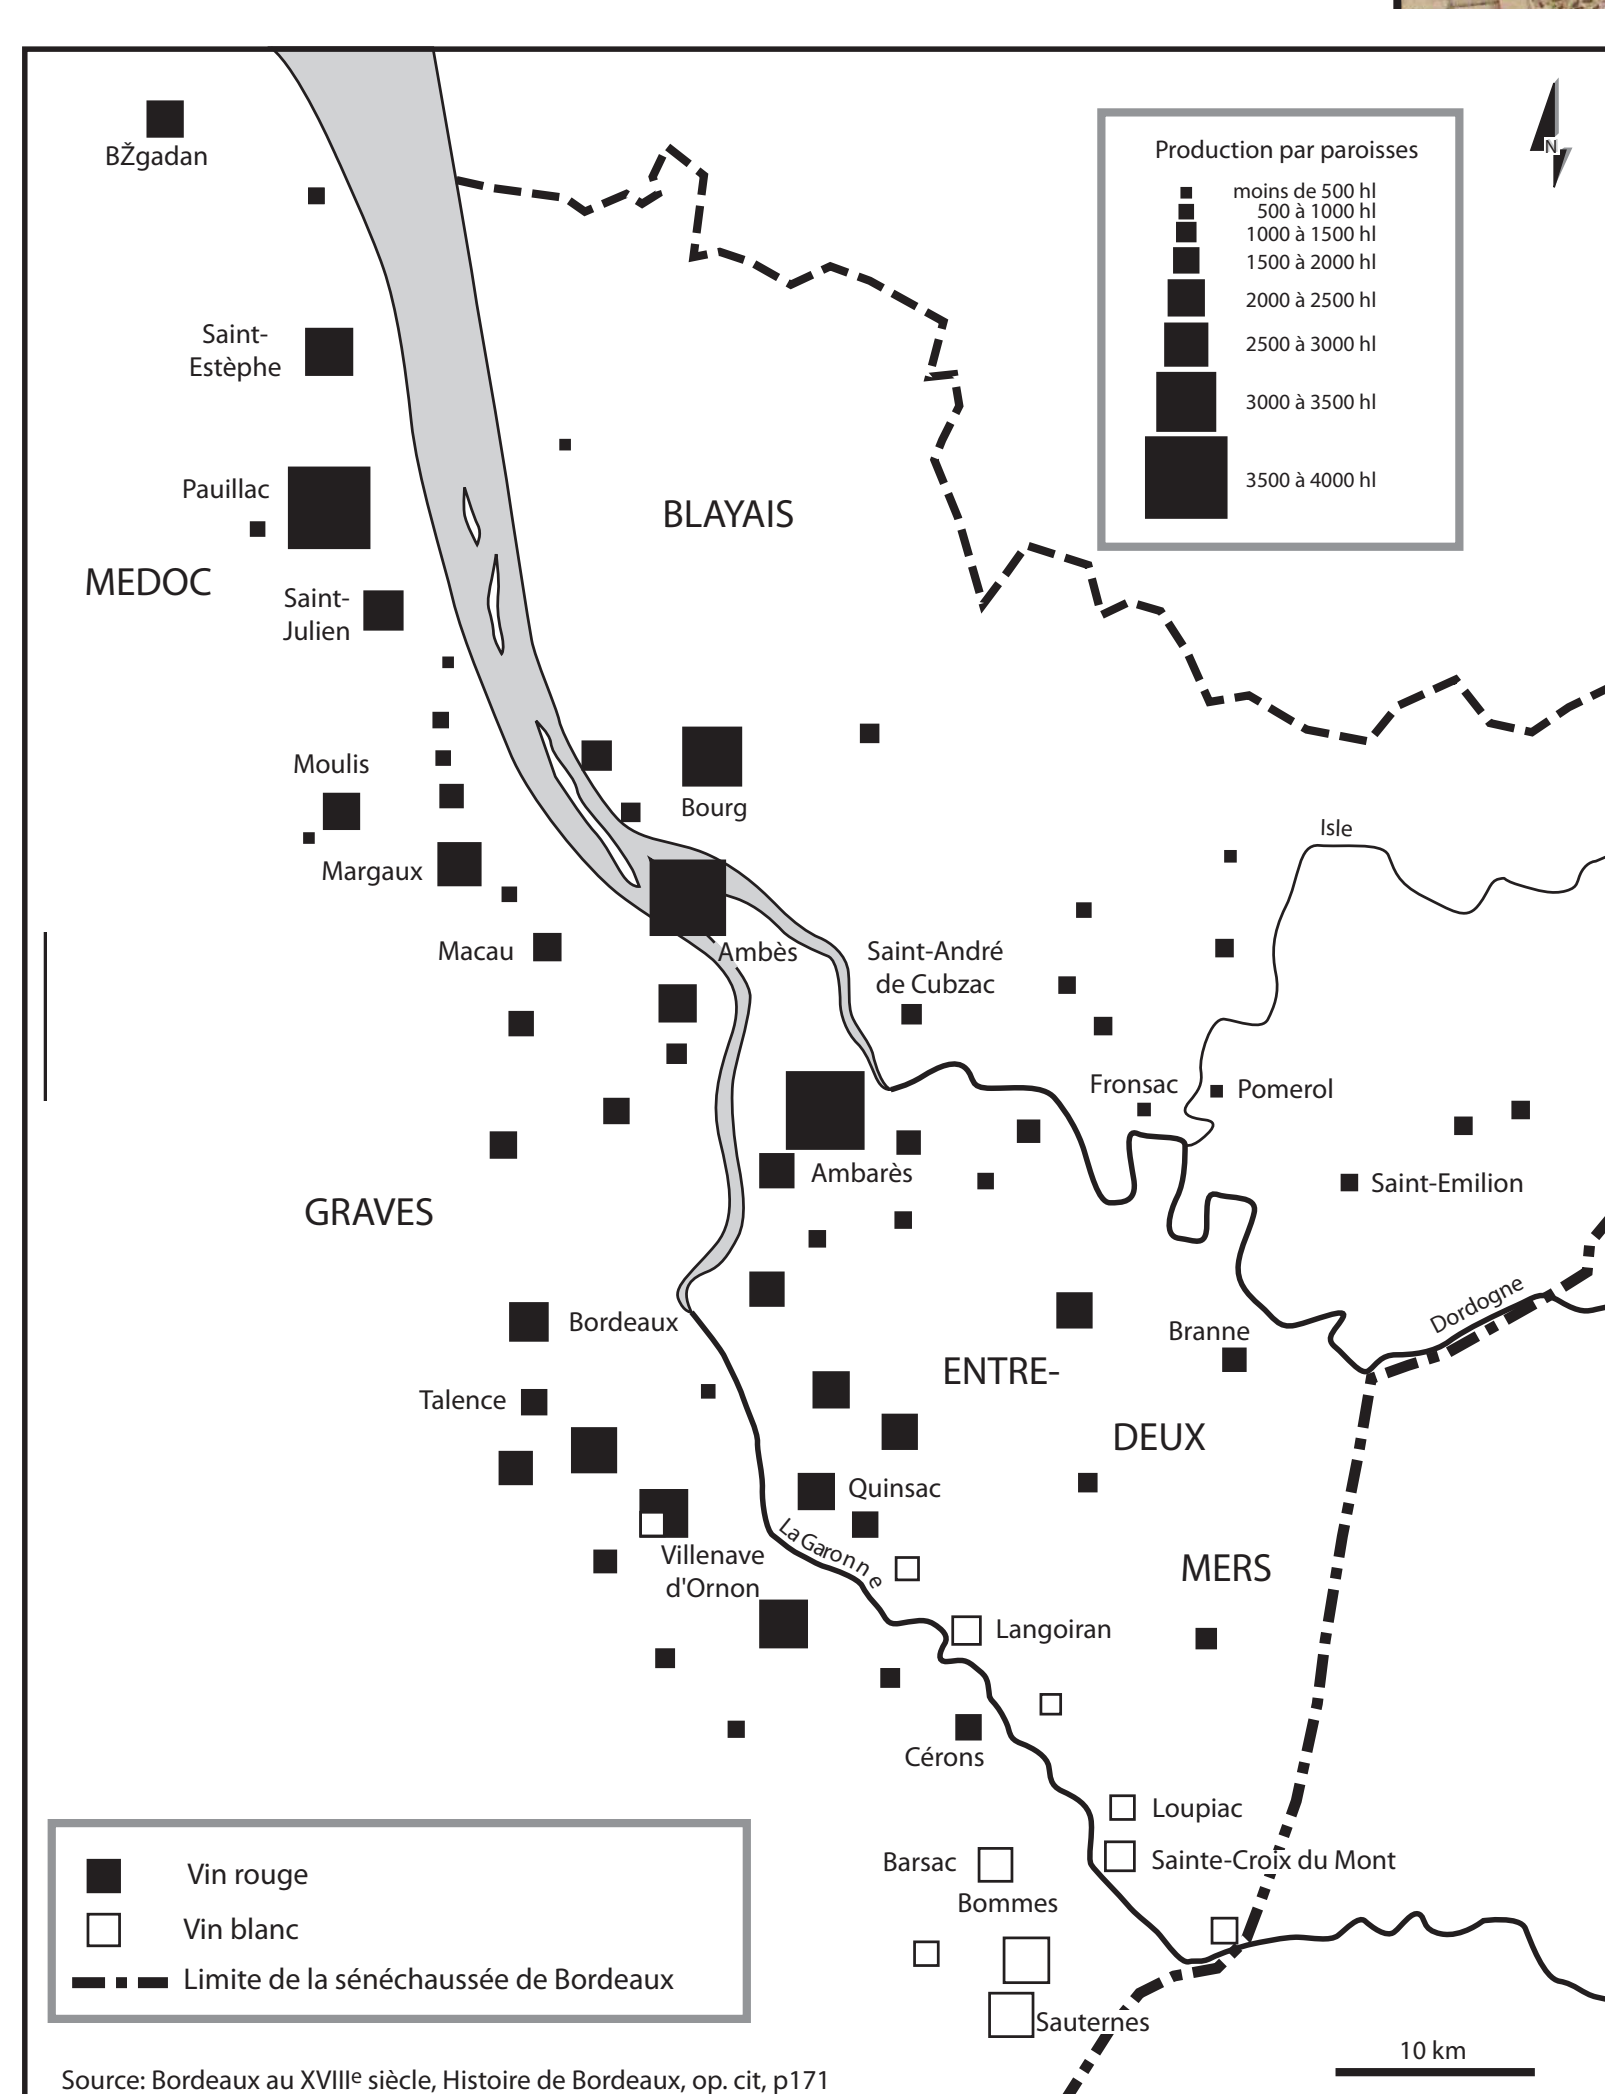 BŽgadan
Production par paroisses
moins de 500 hl
500 à 1000 hl
1000 à 1500 hl
1500 à 2000 hl
2000 à 2500 hl
2500 à 3000 hl
3000 à 3500 hl
3500 à 4000 hl
N
Saint-
Estèphe
Pauillac
BLAYAIS
MEDOC
Saint-
Julien
Moulis
Bourg
Isle
Margaux
Macau
Ambès
Saint-André
de Cubzac
Fronsac
Pomerol
Ambarès
Saint-Emilion
GRAVES
Bordeaux
Dordogne
Branne
ENTRE-
Talence
DEUX
Quinsac
La Garonne
Villenave
d'Ornon
MERS
Langoiran
Cérons
Loupiac
Barsac
Sainte-Croix du Mont
Bommes
Sauternes
Vin rouge
Vin blanc
Limite de la sénéchaussée de Bordeaux
10 km
Source: Bordeaux au XVIIIe siècle, Histoire de Bordeaux, op. cit, p171